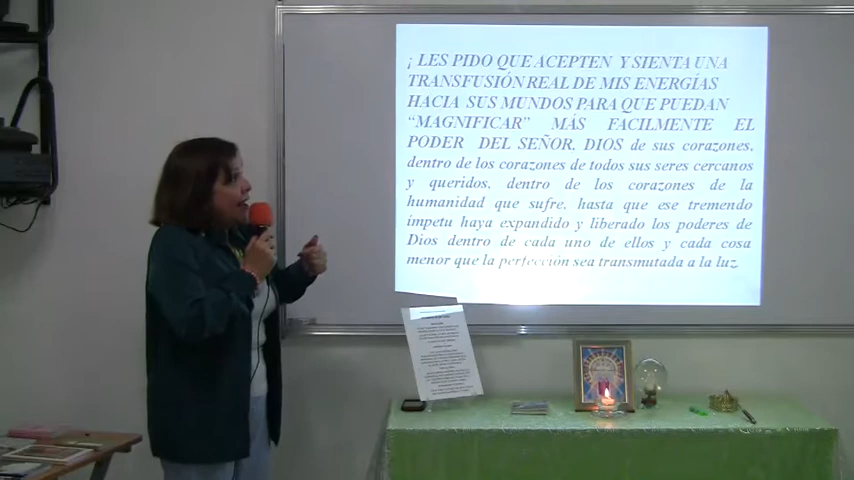 ¡ LES PIDO QUE ACEPTEN Y SIENTA UNA
TRANSFUSIÓN REAL DE MIS ENERGÍAS
HACIA SUS MUNDOS PARA QUE PUEDAN
“MAGNIFICAR” MÁS FACILMENTE EL
PODER DEL SEÑOR, DIOS de sus corazones,
dentro de los corazones de todos sus seres cercanos
y queridos, dentro de los corazones de la
humanidad que sufre, hasta que ese tremendo
ímpetu haya expandido y liberado los poderes de
Dios dentro de cada uno de ellos y cada cosa
menor que la perfección sea transmutada a la luz